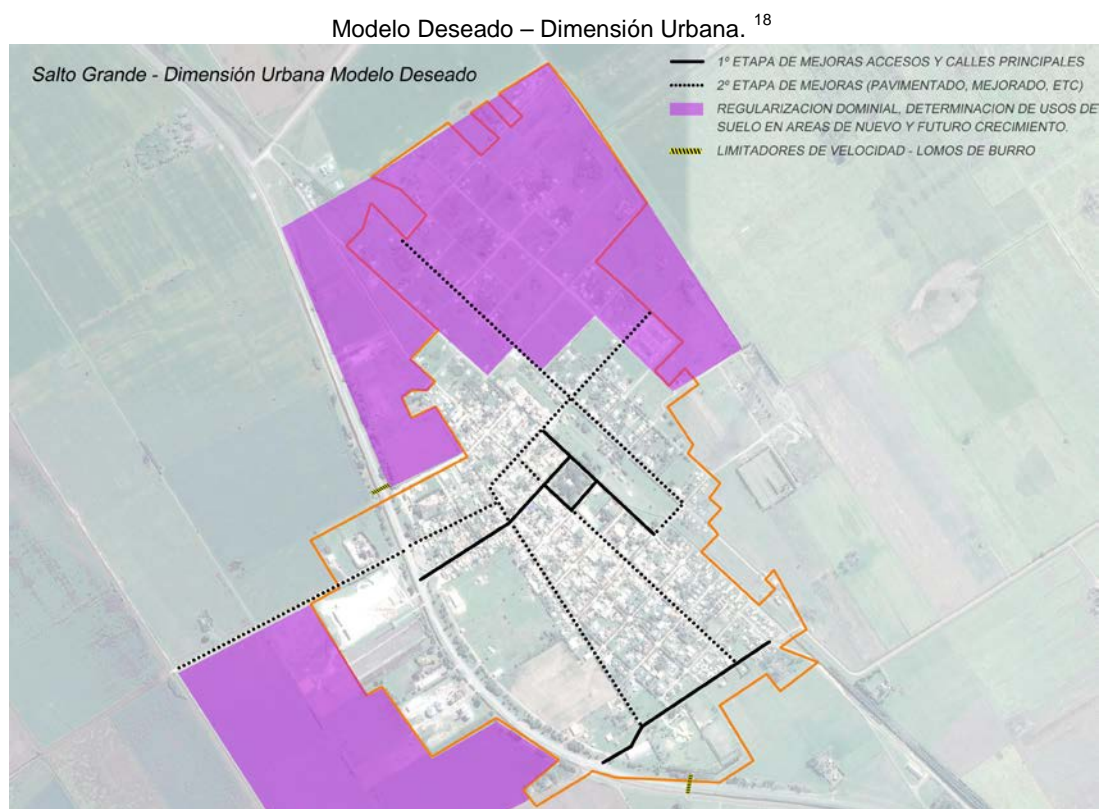 Modelo Deseado – Dimensión Urbana. 18
Salto Grande - Dimensión Urbana Modelo Deseado
1º ETAPA DE MEJORAS ACCESOS Y CALLES PRINCIPALES
2º ETAPA DE MEJORAS (PAVIMENTADO, MEJORADO, ETC)
REGULARIZACION DOMINIAL, DETERMINACION DE USOS DE
SUELO EN AREAS DE NUEVO Y FUTURO CRECIMIENTO.
LIMITADORES DE VELOCIDAD - LOMOS DE BURRO